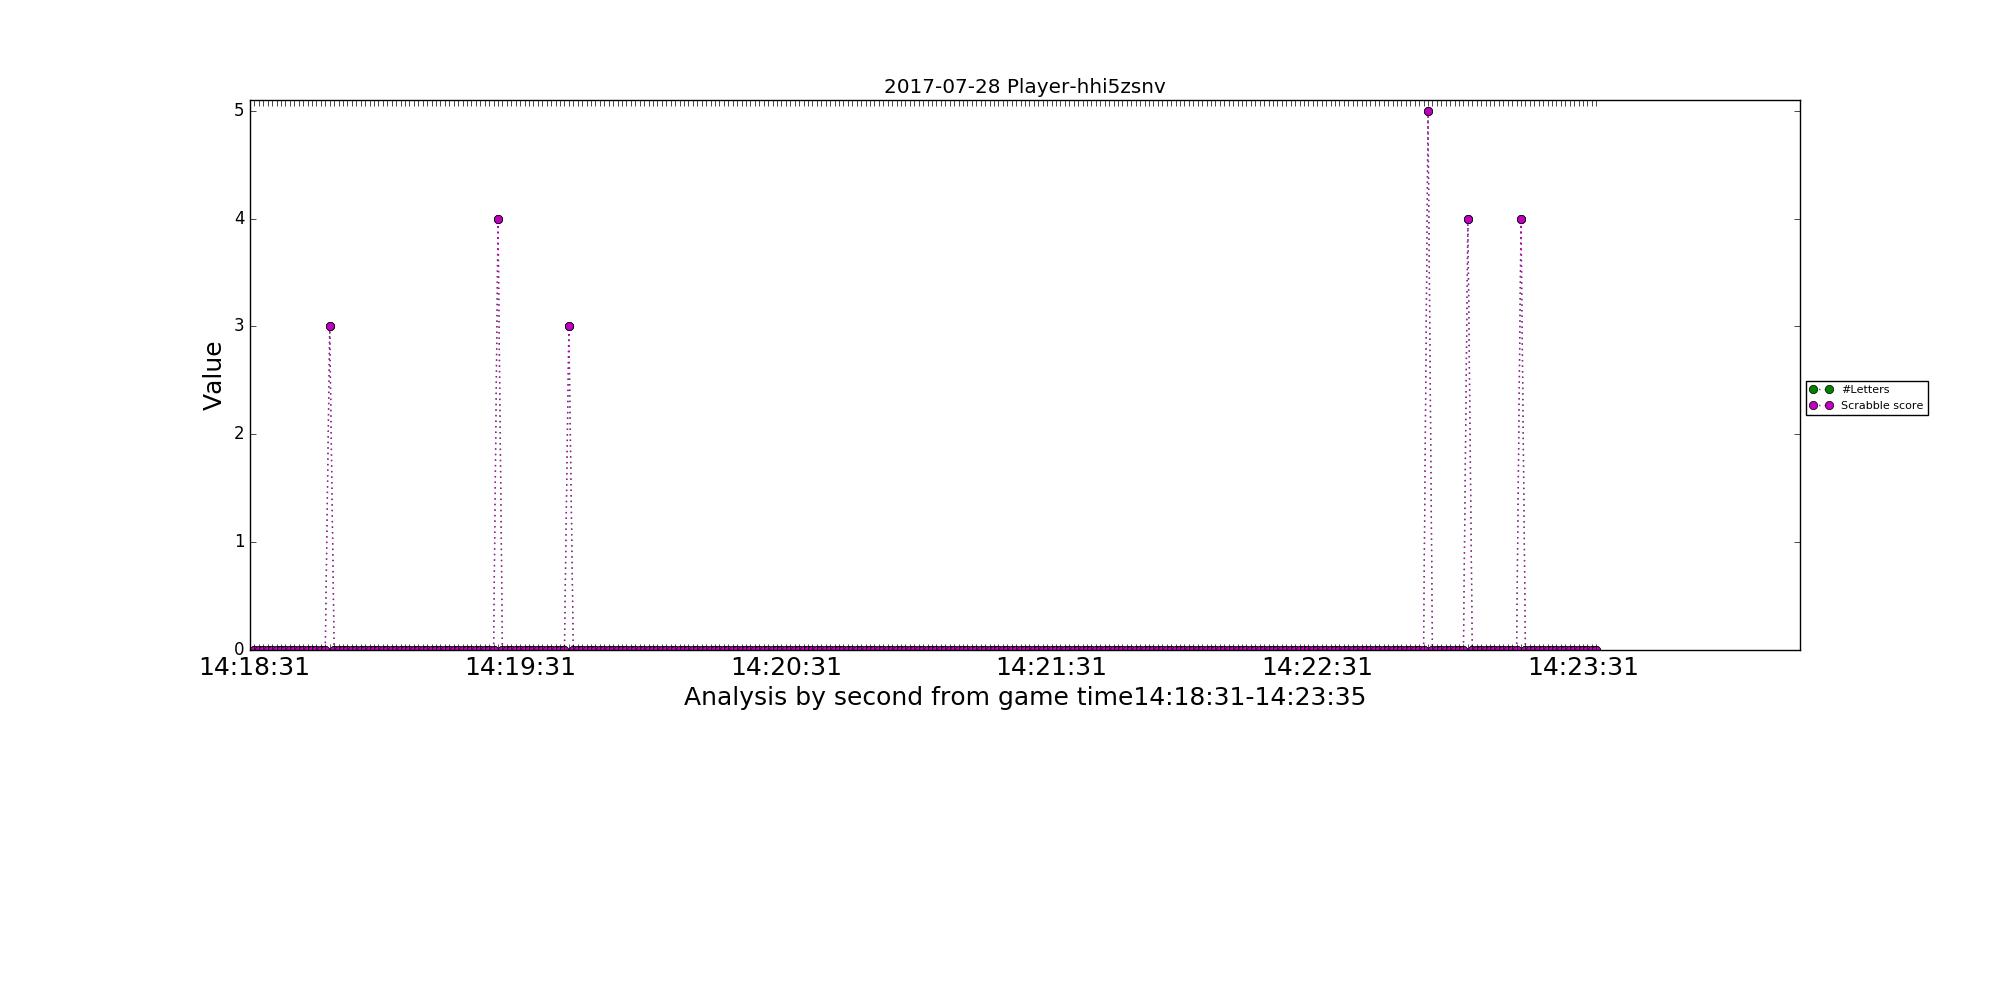 2017-07-28 Player-hhi5zsnv
5
4
3
2
1
0
Value
14:18:31 14:19:31 14:20:31 14:21:31 14:22:31 14:23:31
Analysis by second from game time14:18:31-14:23:35
#Letters
Scrabble score